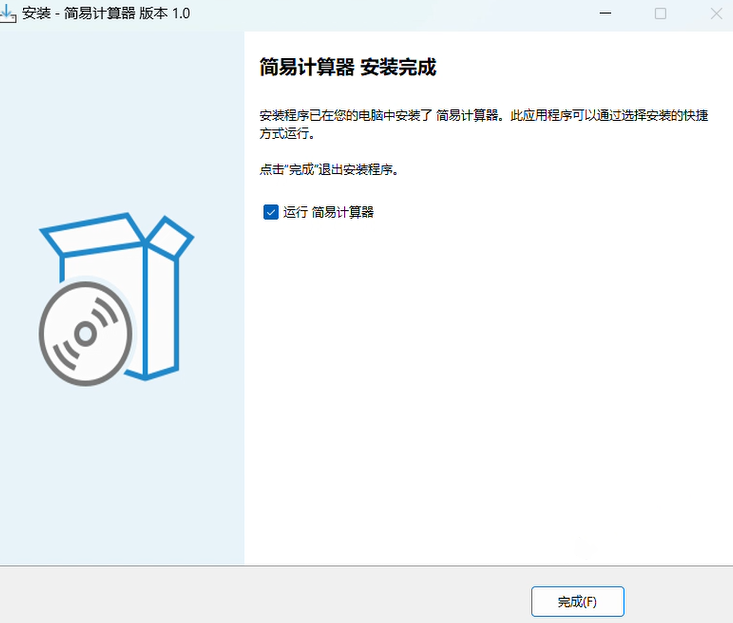 安装 - 简易计算器 版本 1.0
简易计算器 安装完成
安装程序已在您的电脑中安装了 简易计算器。此应用程序可以通过选择安装的快捷
方式运行。
点击“完成”退出安装程序。
运行 简易计算器
完成(F)